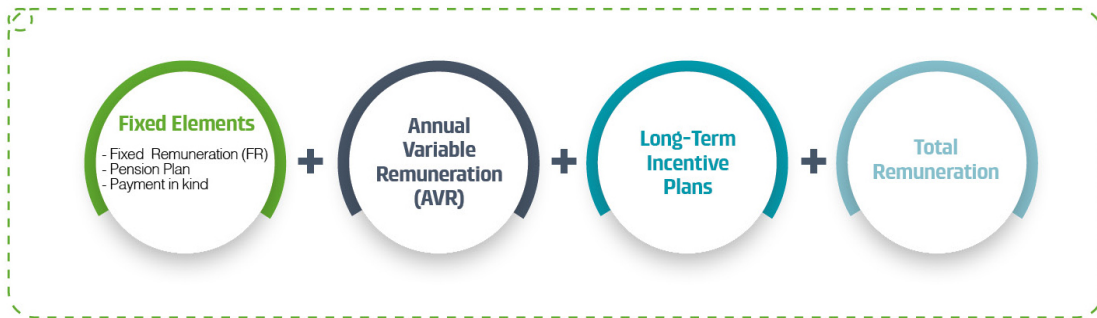 Fixed Elements
- Fixed Remuneration (FR)
- Pension Plan
- Payment in kind
+
Annual
Variable
Remuneration
(AVR)
+
Long-Term
Incentive
Plans
+
Total
Remuneration